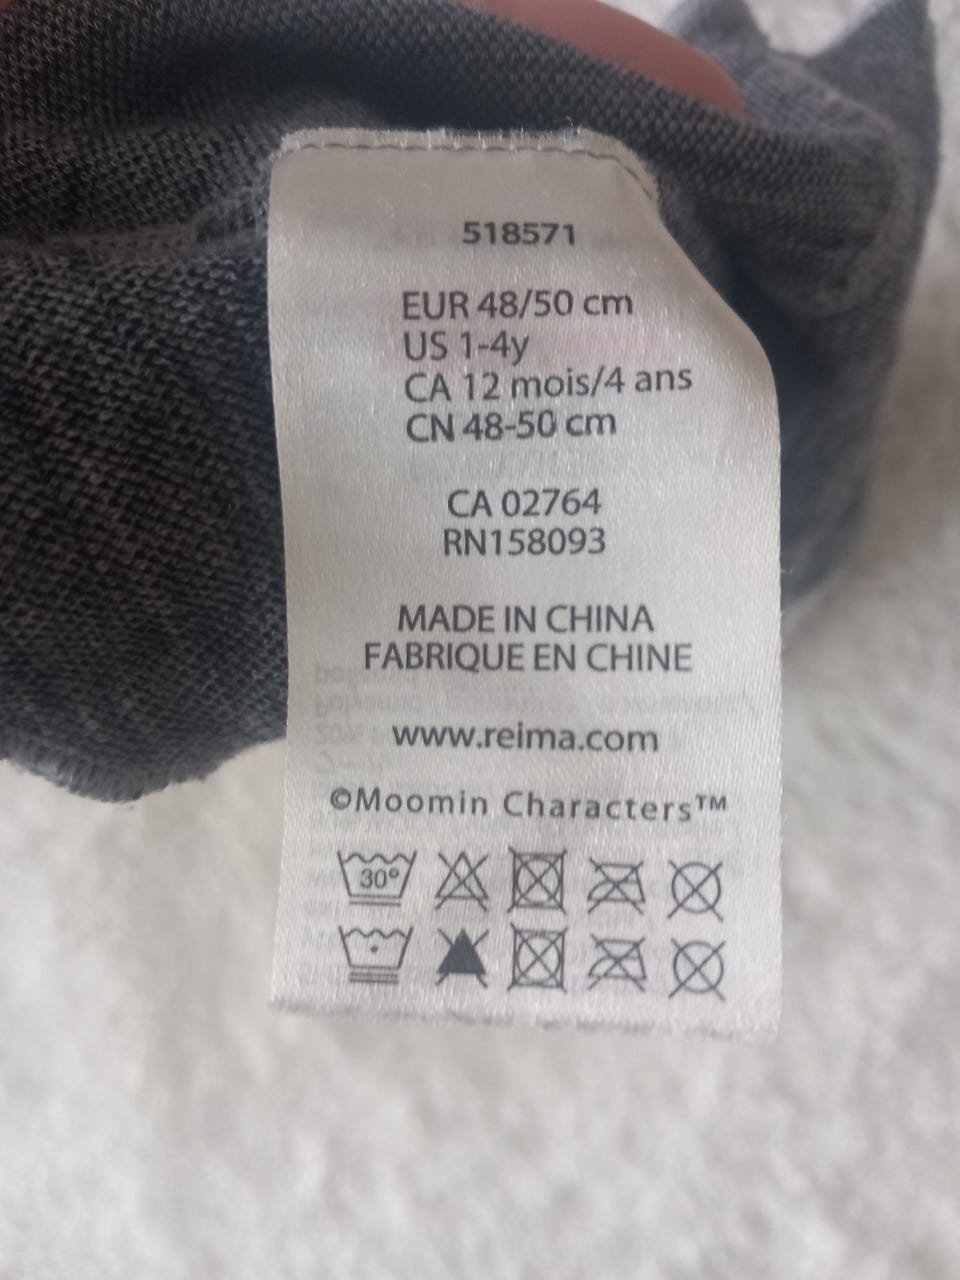 518571
EUR 48/50 cm
US 1-4y
CA 12 mois/4 ans
CN 48-50 cm
CA 02764
RN158093
MADE IN CHINA
FABRIQUE EN CHINE
www.reima.com
©Moomin Characters™
30°